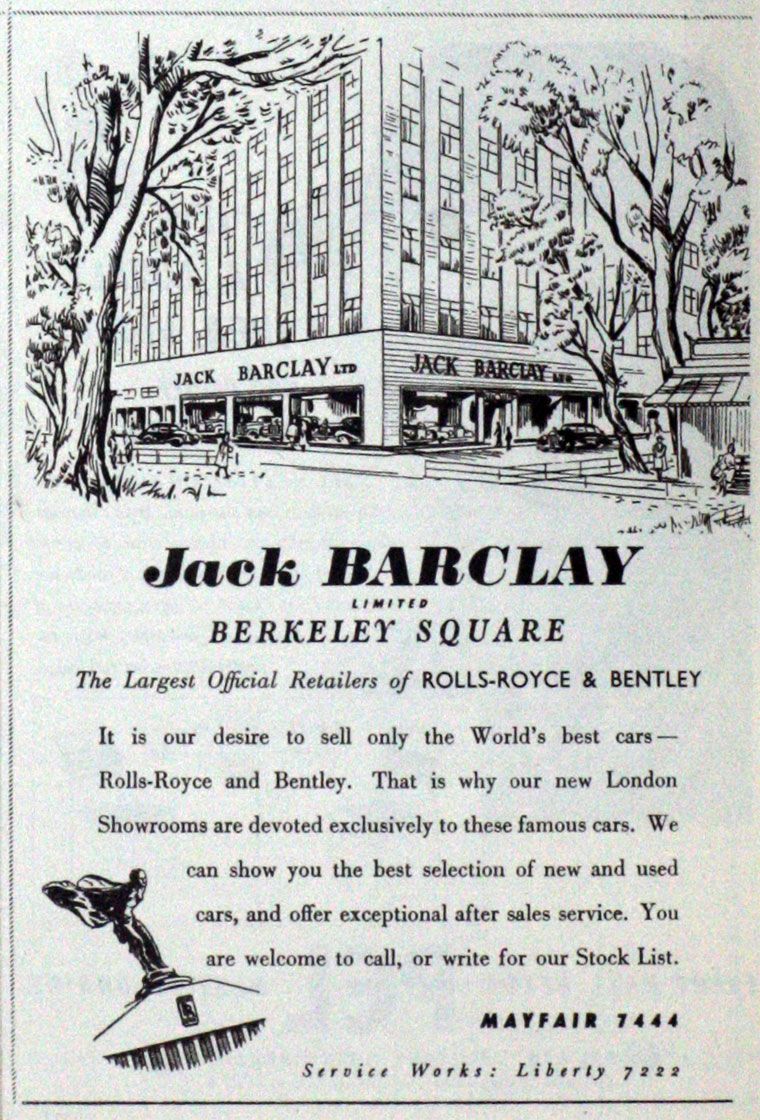 JACK BARCLAY LTD
JACK BARCLAY LTD
Jack BARCLAY
LIMITED
BERKELEY SQUARE
The Largest Official Retailers of ROLLS-ROYCE & BENTLEY
It is our desire to sell only the World's best cars —
Rolls-Royce and Bentley. That is why our new London
Showrooms are devoted exclusively to these famous cars. We
can show you the best selection of new and used
cars, and offer exceptional after sales service. You
are welcome to call, or write for our Stock List.
MAYFAIR 7444
Service Works: Liberty 7222